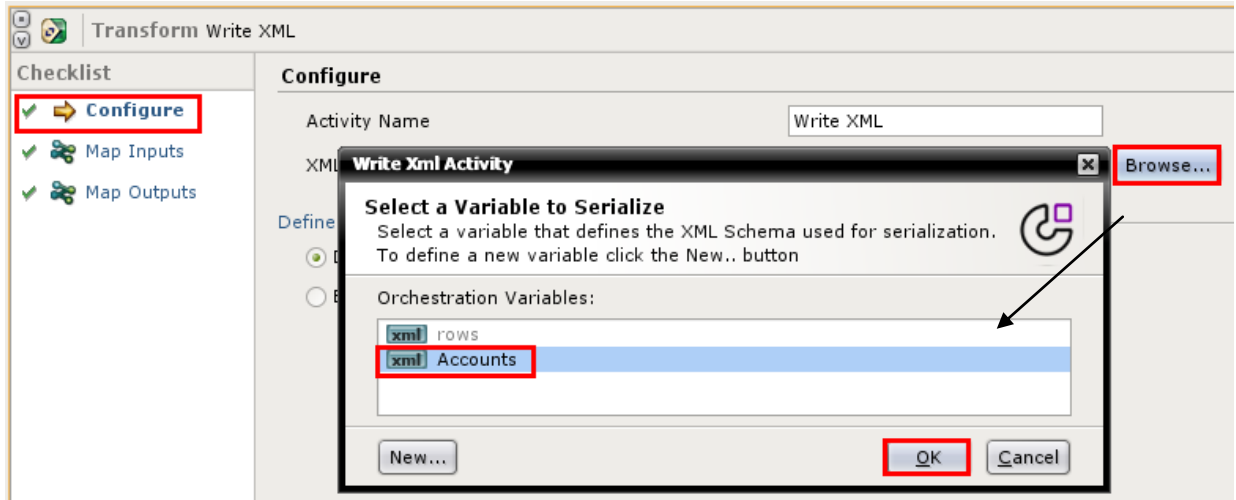 Transform Write XML
Checklist
Configure
Map Inputs
Map Outputs
Configure
Activity Name
Write XML
XML
Browse...
Define
Write Xml Activity
Select a Variable to Serialize
Select a variable that defines the XML Schema used for serialization.
To define a new variable click the New.. button
Orchestration Variables:
xml rows
xml Accounts
New...
OK
Cancel